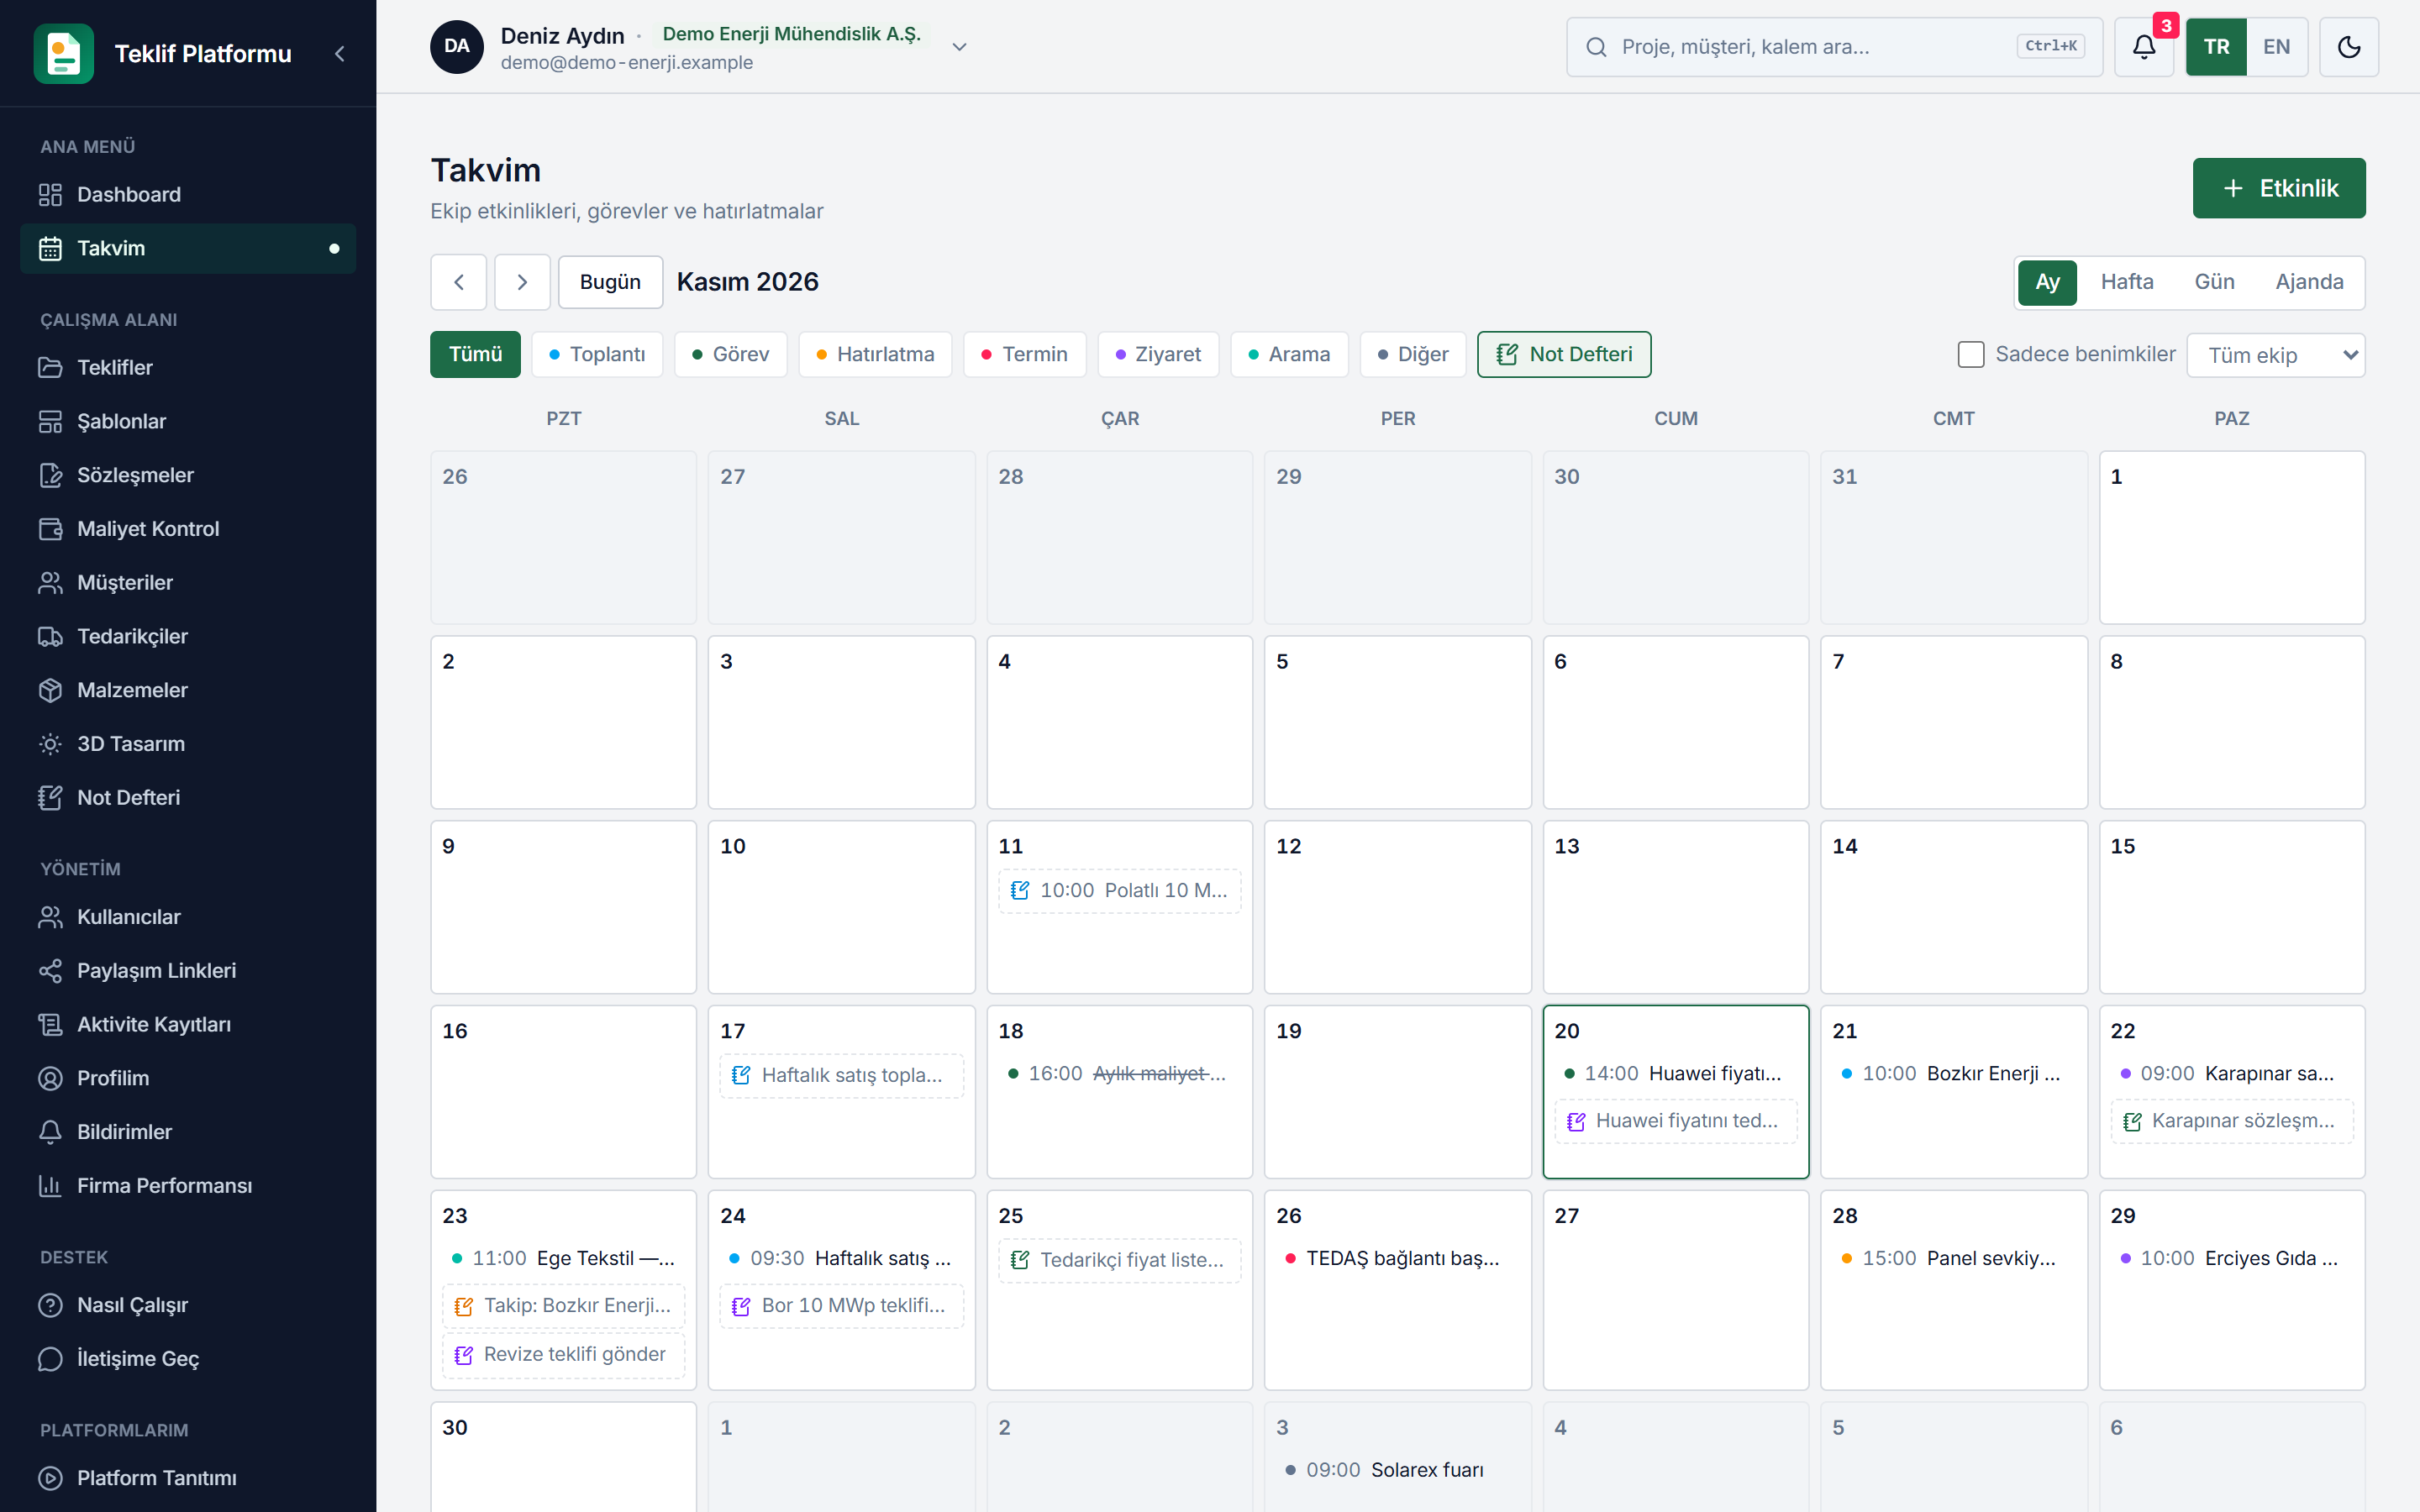 Teklif Platformu
ANA MENÜ
Dashboard
Takvim
ÇALIŞMA ALANI
Teklifler
Şablonlar
Sözleşmeler
Maliyet Kontrol
Müşteriler
Tedarikçiler
Malzemeler
3D Tasarım
Not Defteri
YÖNETİM
Kullanıcılar
Paylaşım Linkleri
Aktivite Kayıtları
Profilim
Bildirimler
Firma Performansı
DESTEK
Nasıl Çalışır
İletişime Geç
PLATFORMLARIM
Platform Tanıtımı
DA
Deniz Aydın · Demo Enerji Mühendislik A.Ş.
demo@demo-enerji.example
Proje, müşteri, kalem ara... Ctrl+K
3
TR EN
Takvim
Ekip etkinlikleri, görevler ve hatırlatmalar
+ Etkinlik
Bugün Kasım 2026
Ay Hafta Gün Ajanda
Tümü Toplantı Görev Hatırlatma Termin Ziyaret Arama Diğer Not Defteri
Sadece benimkiler Tüm ekip
PZT SAL ÇAR PER CUM CMT PAZ
26 27 28 29 30 31 1
2 3 4 5 6 7 8
9 10 11 12 13 14 15
10:00 Polatlı 10 M...
16 17 18 19 20 21 22
Haftalık satış topla...
16:00 Aylık maliyet ...
14:00 Huawei fiyatı...
Huawei fiyatını ted...
10:00 Bozkır Enerji ...
09:00 Karapınar sa...
Karapınar sözleşm...
23 24 25 26 27 28 29
11:00 Ege Tekstil —...
Takip: Bozkır Enerji...
Revize teklifi gönder
09:30 Haftalık satış ...
Bor 10 MWp teklifi...
Tedarikçi fiyat liste...
TEDAŞ bağlantı baş...
15:00 Panel sevkiy...
10:00 Erciyes Gıda ...
30 1 2 3 4 5 6
09:00 Solarex fuarı